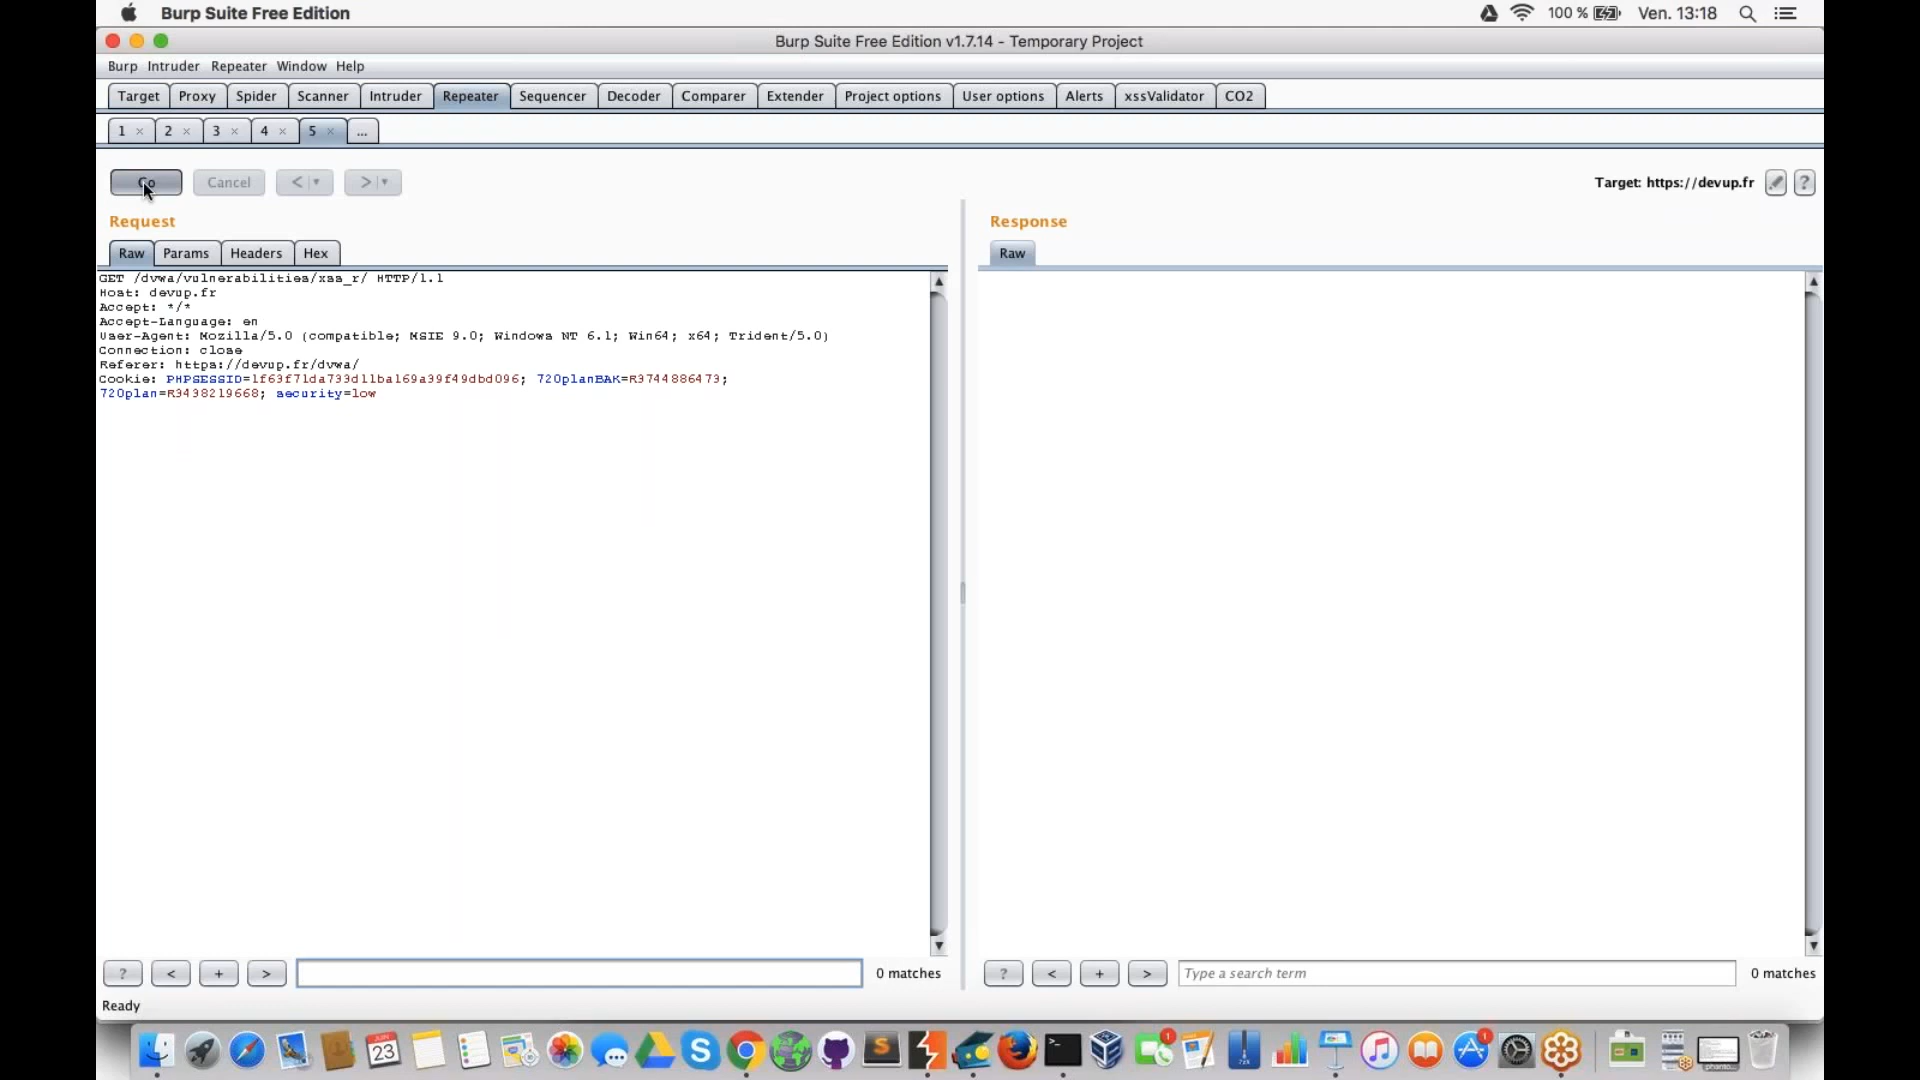 Burp Suite Free Edition 100 % Ven. 13:18
Burp Suite Free Edition v1.7.14 - Temporary Project
Burp Intruder Repeater Window Help
Target Proxy Spider Scanner Intruder Repeater Sequencer Decoder Comparer Extender Project options User options Alerts xssValidator CO2
1 × 2 × 3 × 4 × 5 × ...
Go Cancel < > Target: https://devup.fr ?
Request Response
Raw Params Headers Hex Raw
GET /dvwa/vulnerabilities/xss_r/ HTTP/1.1
Host: devup.fr
Accept: */*
Accept-Language: en
User-Agent: Mozilla/5.0 (compatible; MSIE 9.0; Windows NT 6.1; Win64; x64; Trident/5.0)
Connection: close
Referer: https://devup.fr/dvwa/
Cookie: PHPSESSID=1f63f71da733d11ba169a39f49dbd096; 720planBAK=R3744886473;
720plan=R3438219668; security=low
? < + > 0 matches ? < + > Type a search term 0 matches
Ready
23